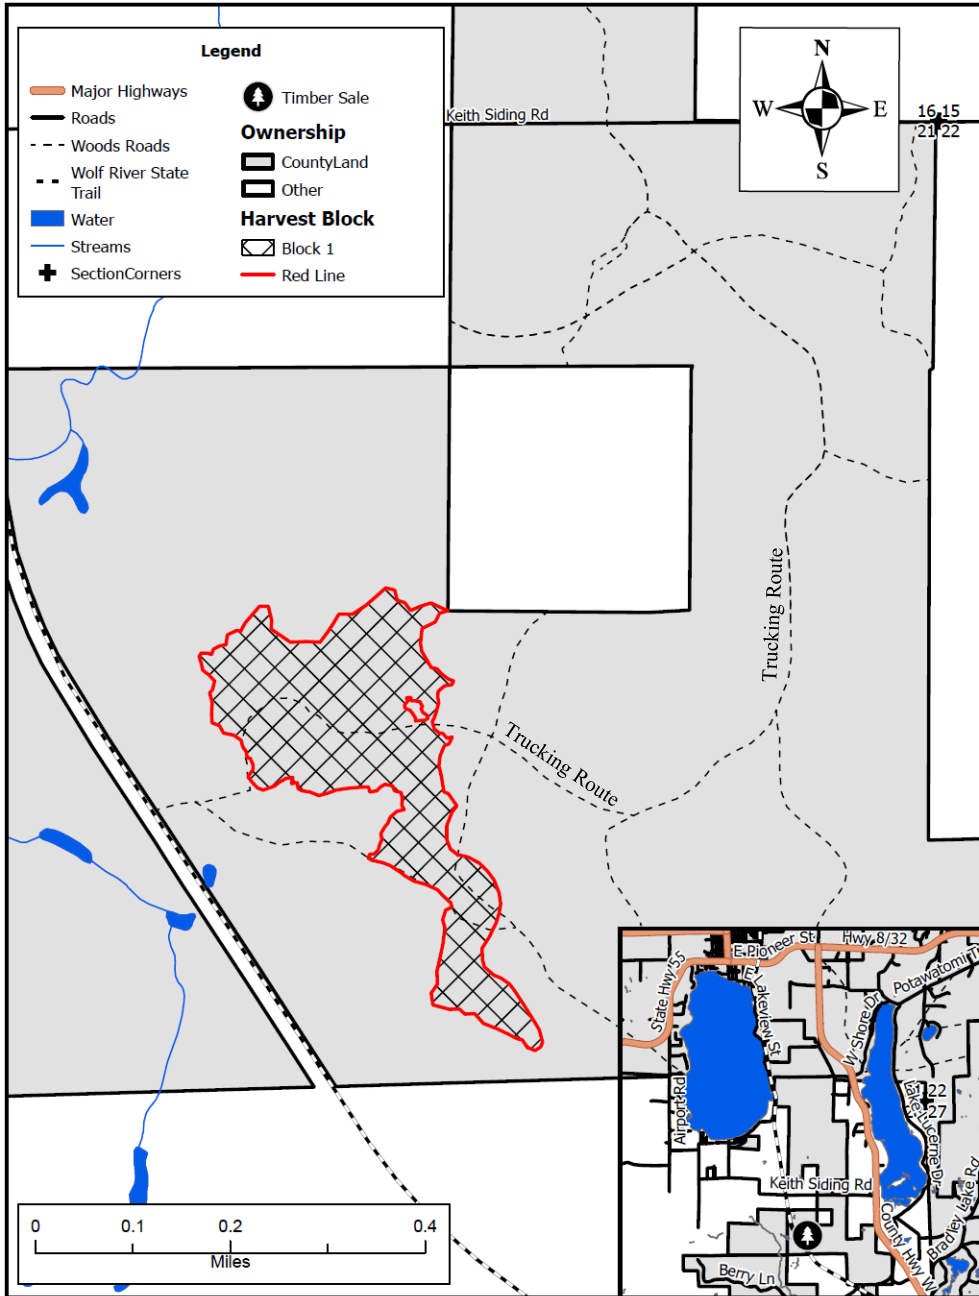 Legend
Major Highways
Roads
Woods Roads
Wolf River State
Trail
Water
Streams
SectionCorners
Timber Sale
Ownership
CountyLand
Other
Harvest Block
Block 1
Red Line
Keith Siding Rd
N
W E
S
16 15
21 22
Trucking Route
Trucking Route
0 0.1 0.2 0.4
Miles
E Pioneer St
Hwy 8/32
State Hwy 55
E Lakeview St
W Shore Dr
Potawatomi
Airport Rd
Lake Lucerne Dr
22
27
Keith Siding Rd
County Hwy W
Bradley Lake Rd
Berry Ln